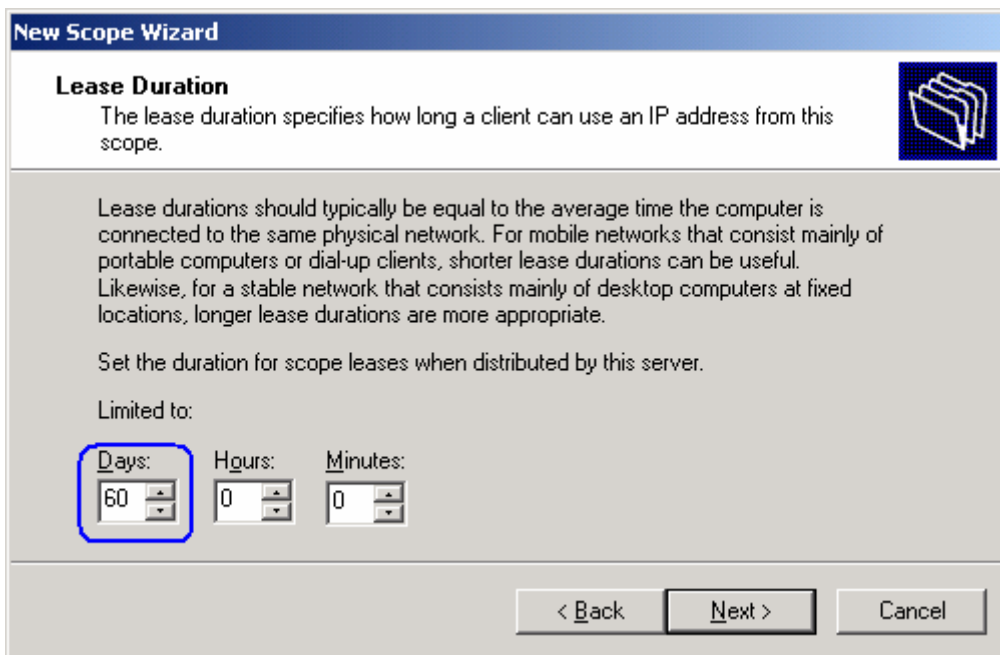 New Scope Wizard
Lease Duration
The lease duration specifies how long a client can use an IP address from this
scope.
Lease durations should typically be equal to the average time the computer is
connected to the same physical network. For mobile networks that consist mainly of
portable computers or dial-up clients, shorter lease durations can be useful.
Likewise, for a stable network that consists mainly of desktop computers at fixed
locations, longer lease durations are more appropriate.
Set the duration for scope leases when distributed by this server.
Limited to:
Days: Hours: Minutes:
60 0 0
< Back Next > Cancel